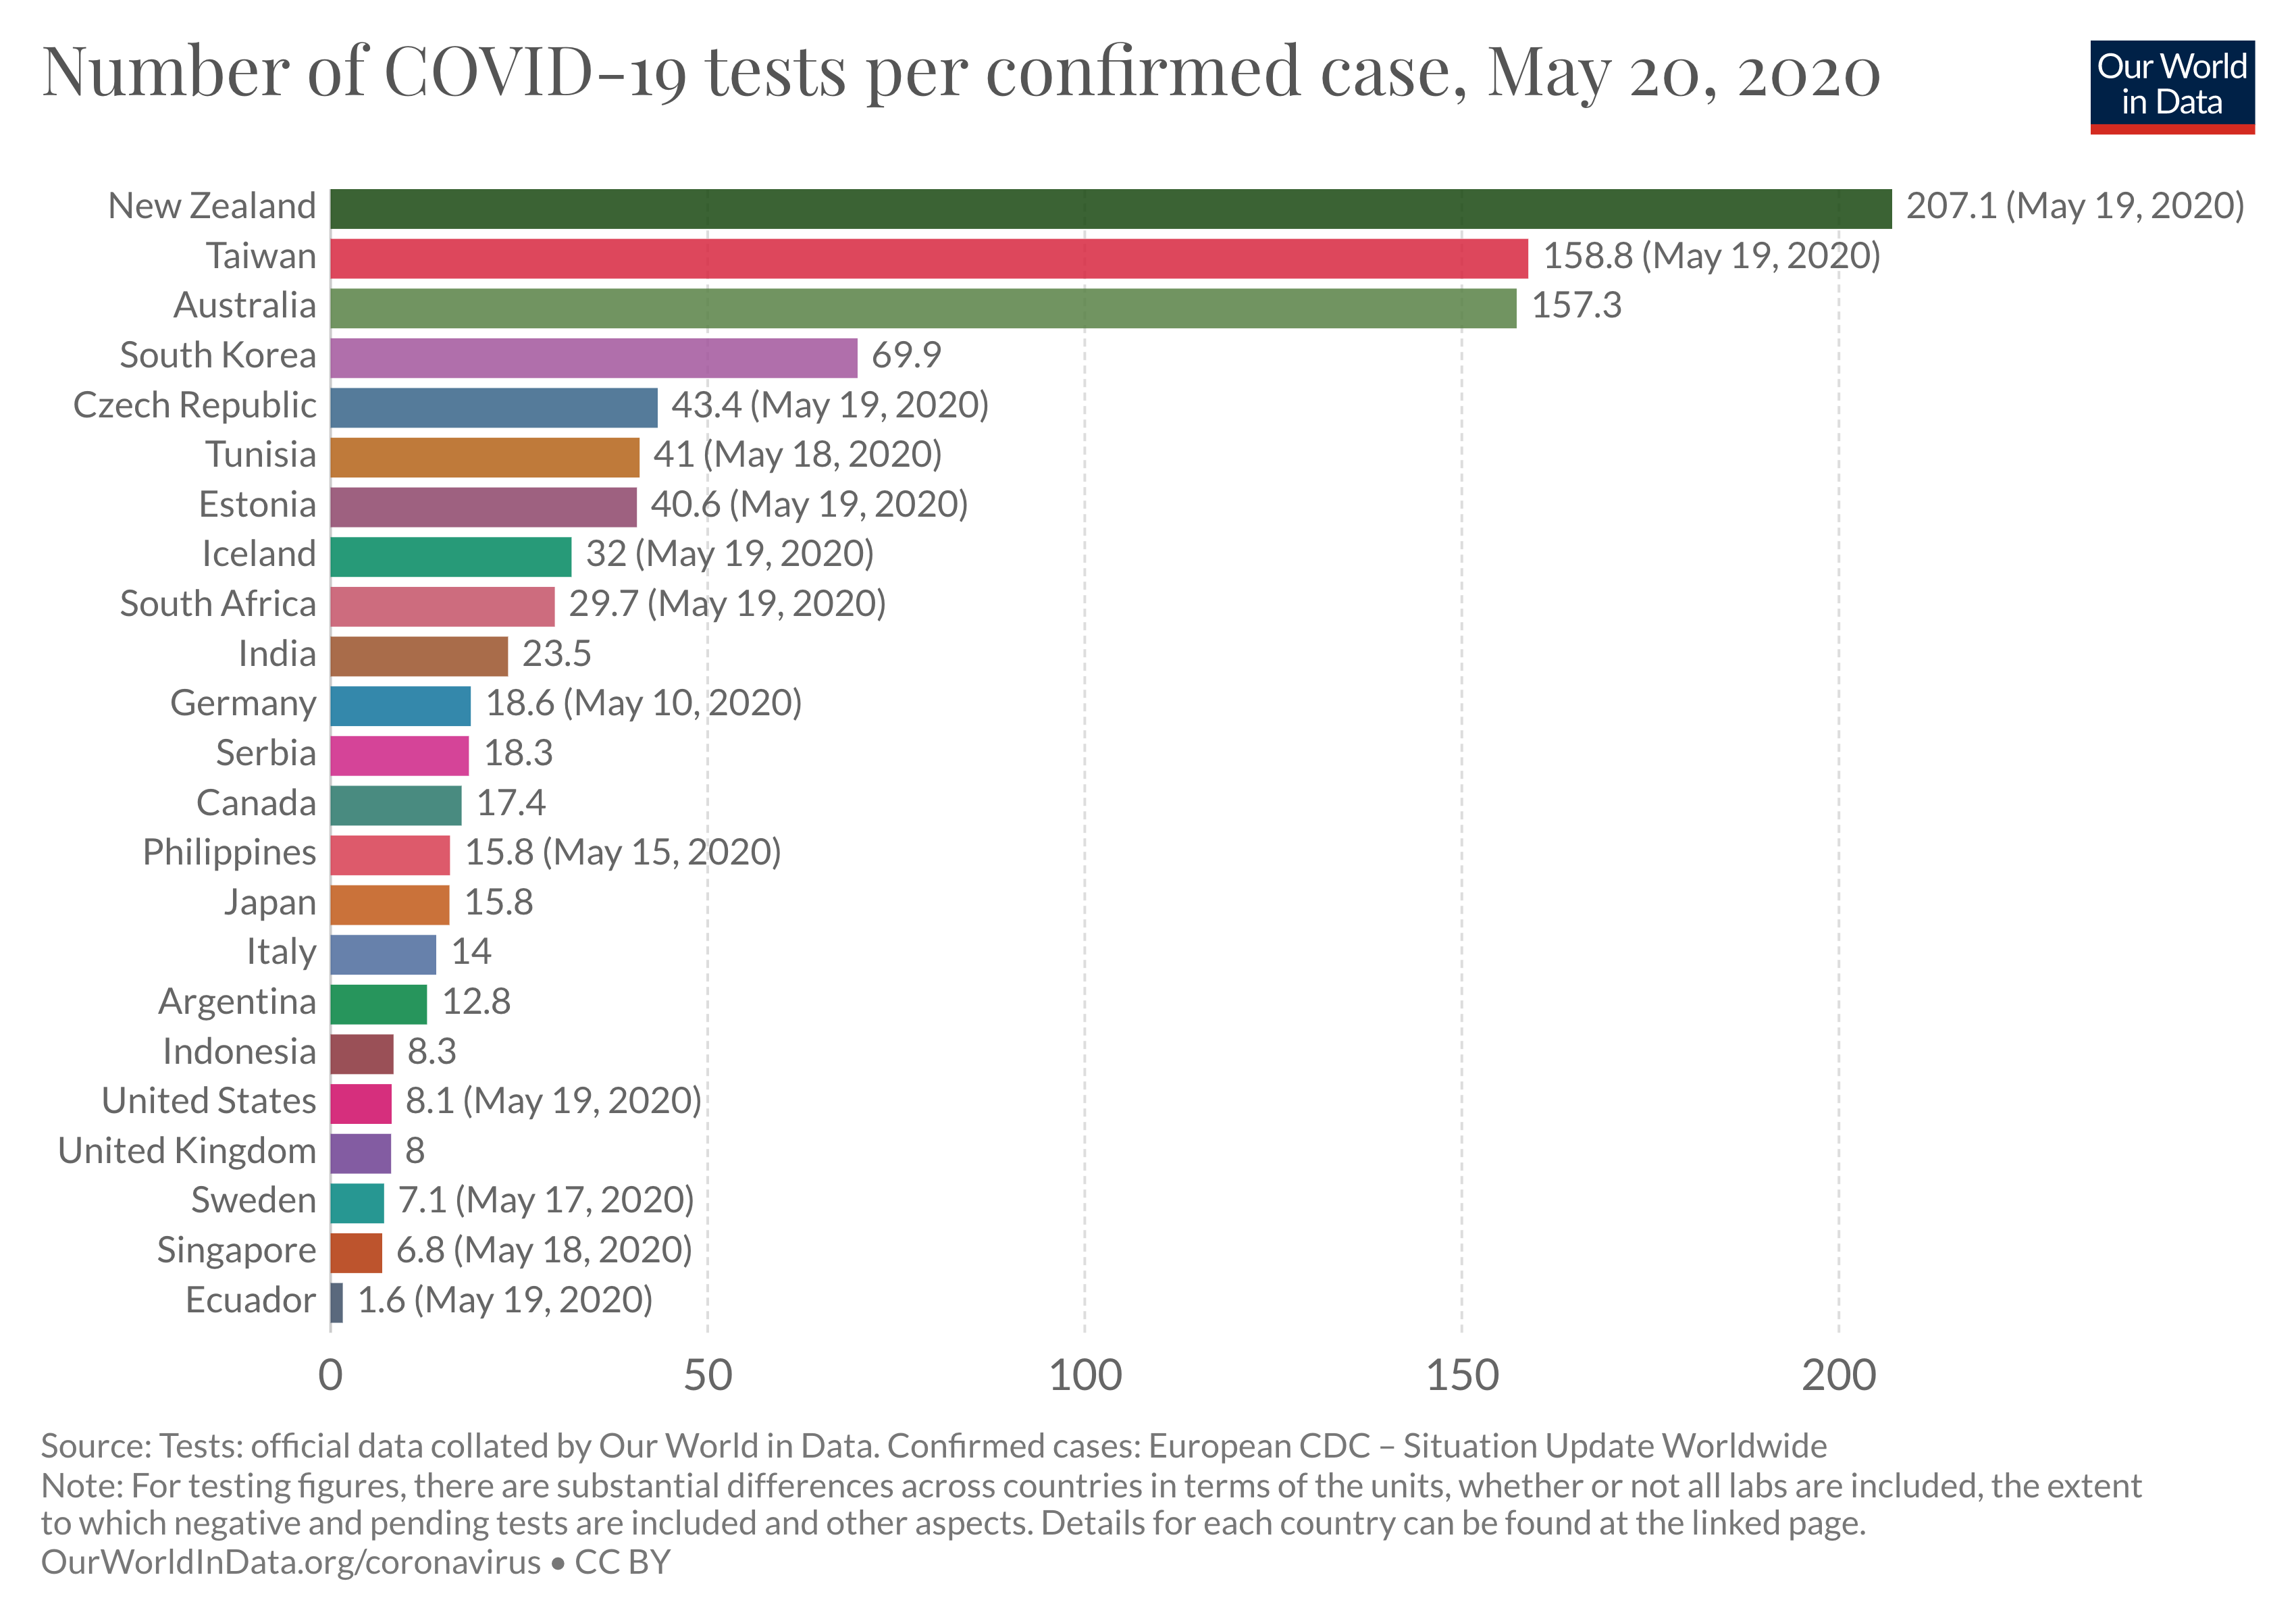 Number of COVID-19 tests per confirmed case, May 20, 2020
Our World
in Data
New Zealand 207.1 (May 19, 2020)
Taiwan 158.8 (May 19, 2020)
Australia 157.3
South Korea 69.9
Czech Republic 43.4 (May 19, 2020)
Tunisia 41 (May 18, 2020)
Estonia 40.6 (May 19, 2020)
Iceland 32 (May 19, 2020)
South Africa 29.7 (May 19, 2020)
India 23.5
Germany 18.6 (May 10, 2020)
Serbia 18.3
Canada 17.4
Philippines 15.8 (May 15, 2020)
Japan 15.8
Italy 14
Argentina 12.8
Indonesia 8.3
United States 8.1 (May 19, 2020)
United Kingdom 8
Sweden 7.1 (May 17, 2020)
Singapore 6.8 (May 18, 2020)
Ecuador 1.6 (May 19, 2020)
0 50 100 150 200
Source: Tests: official data collated by Our World in Data. Confirmed cases: European CDC – Situation Update Worldwide
Note: For testing figures, there are substantial differences across countries in terms of the units, whether or not all labs are included, the extent
to which negative and pending tests are included and other aspects. Details for each country can be found at the linked page.
OurWorldInData.org/coronavirus • CC BY